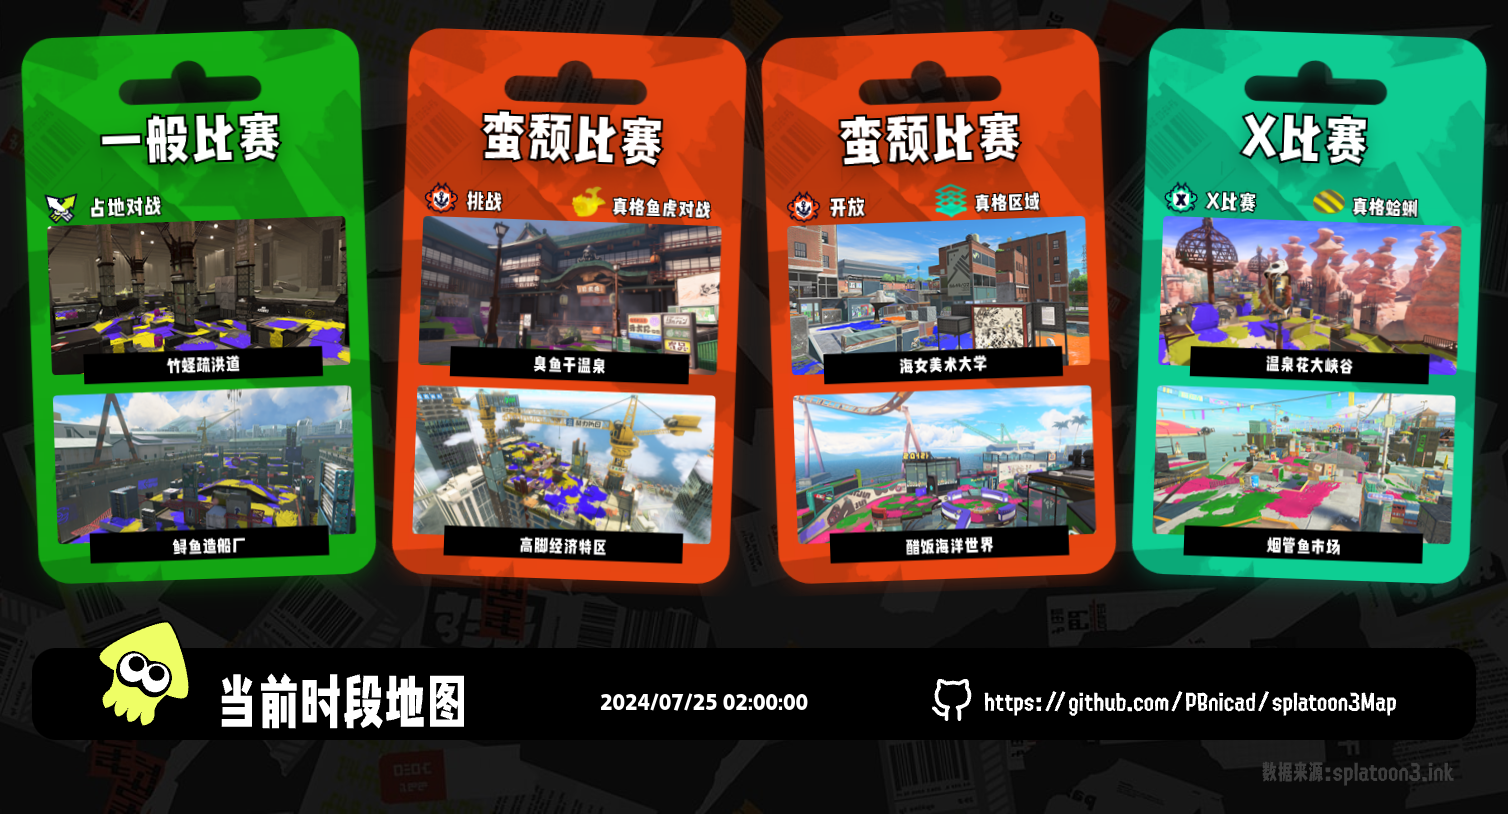 一般比赛
占地对战
竹蛏疏洪道
鲟鱼造船厂
蛮颓比赛
挑战
真格鱼虎对战
臭鱼干温泉
高脚经济特区
蛮颓比赛
开放
真格区域
海女美术大学
醋饭海洋世界
X比赛
X比赛
真格蛤蜊
温泉花大峡谷
烟管鱼市场
当前时段地图
2024/07/25 02:00:00
https://github.com/PBnicad/splatoon3Map
数据来源:splatoon3.ink